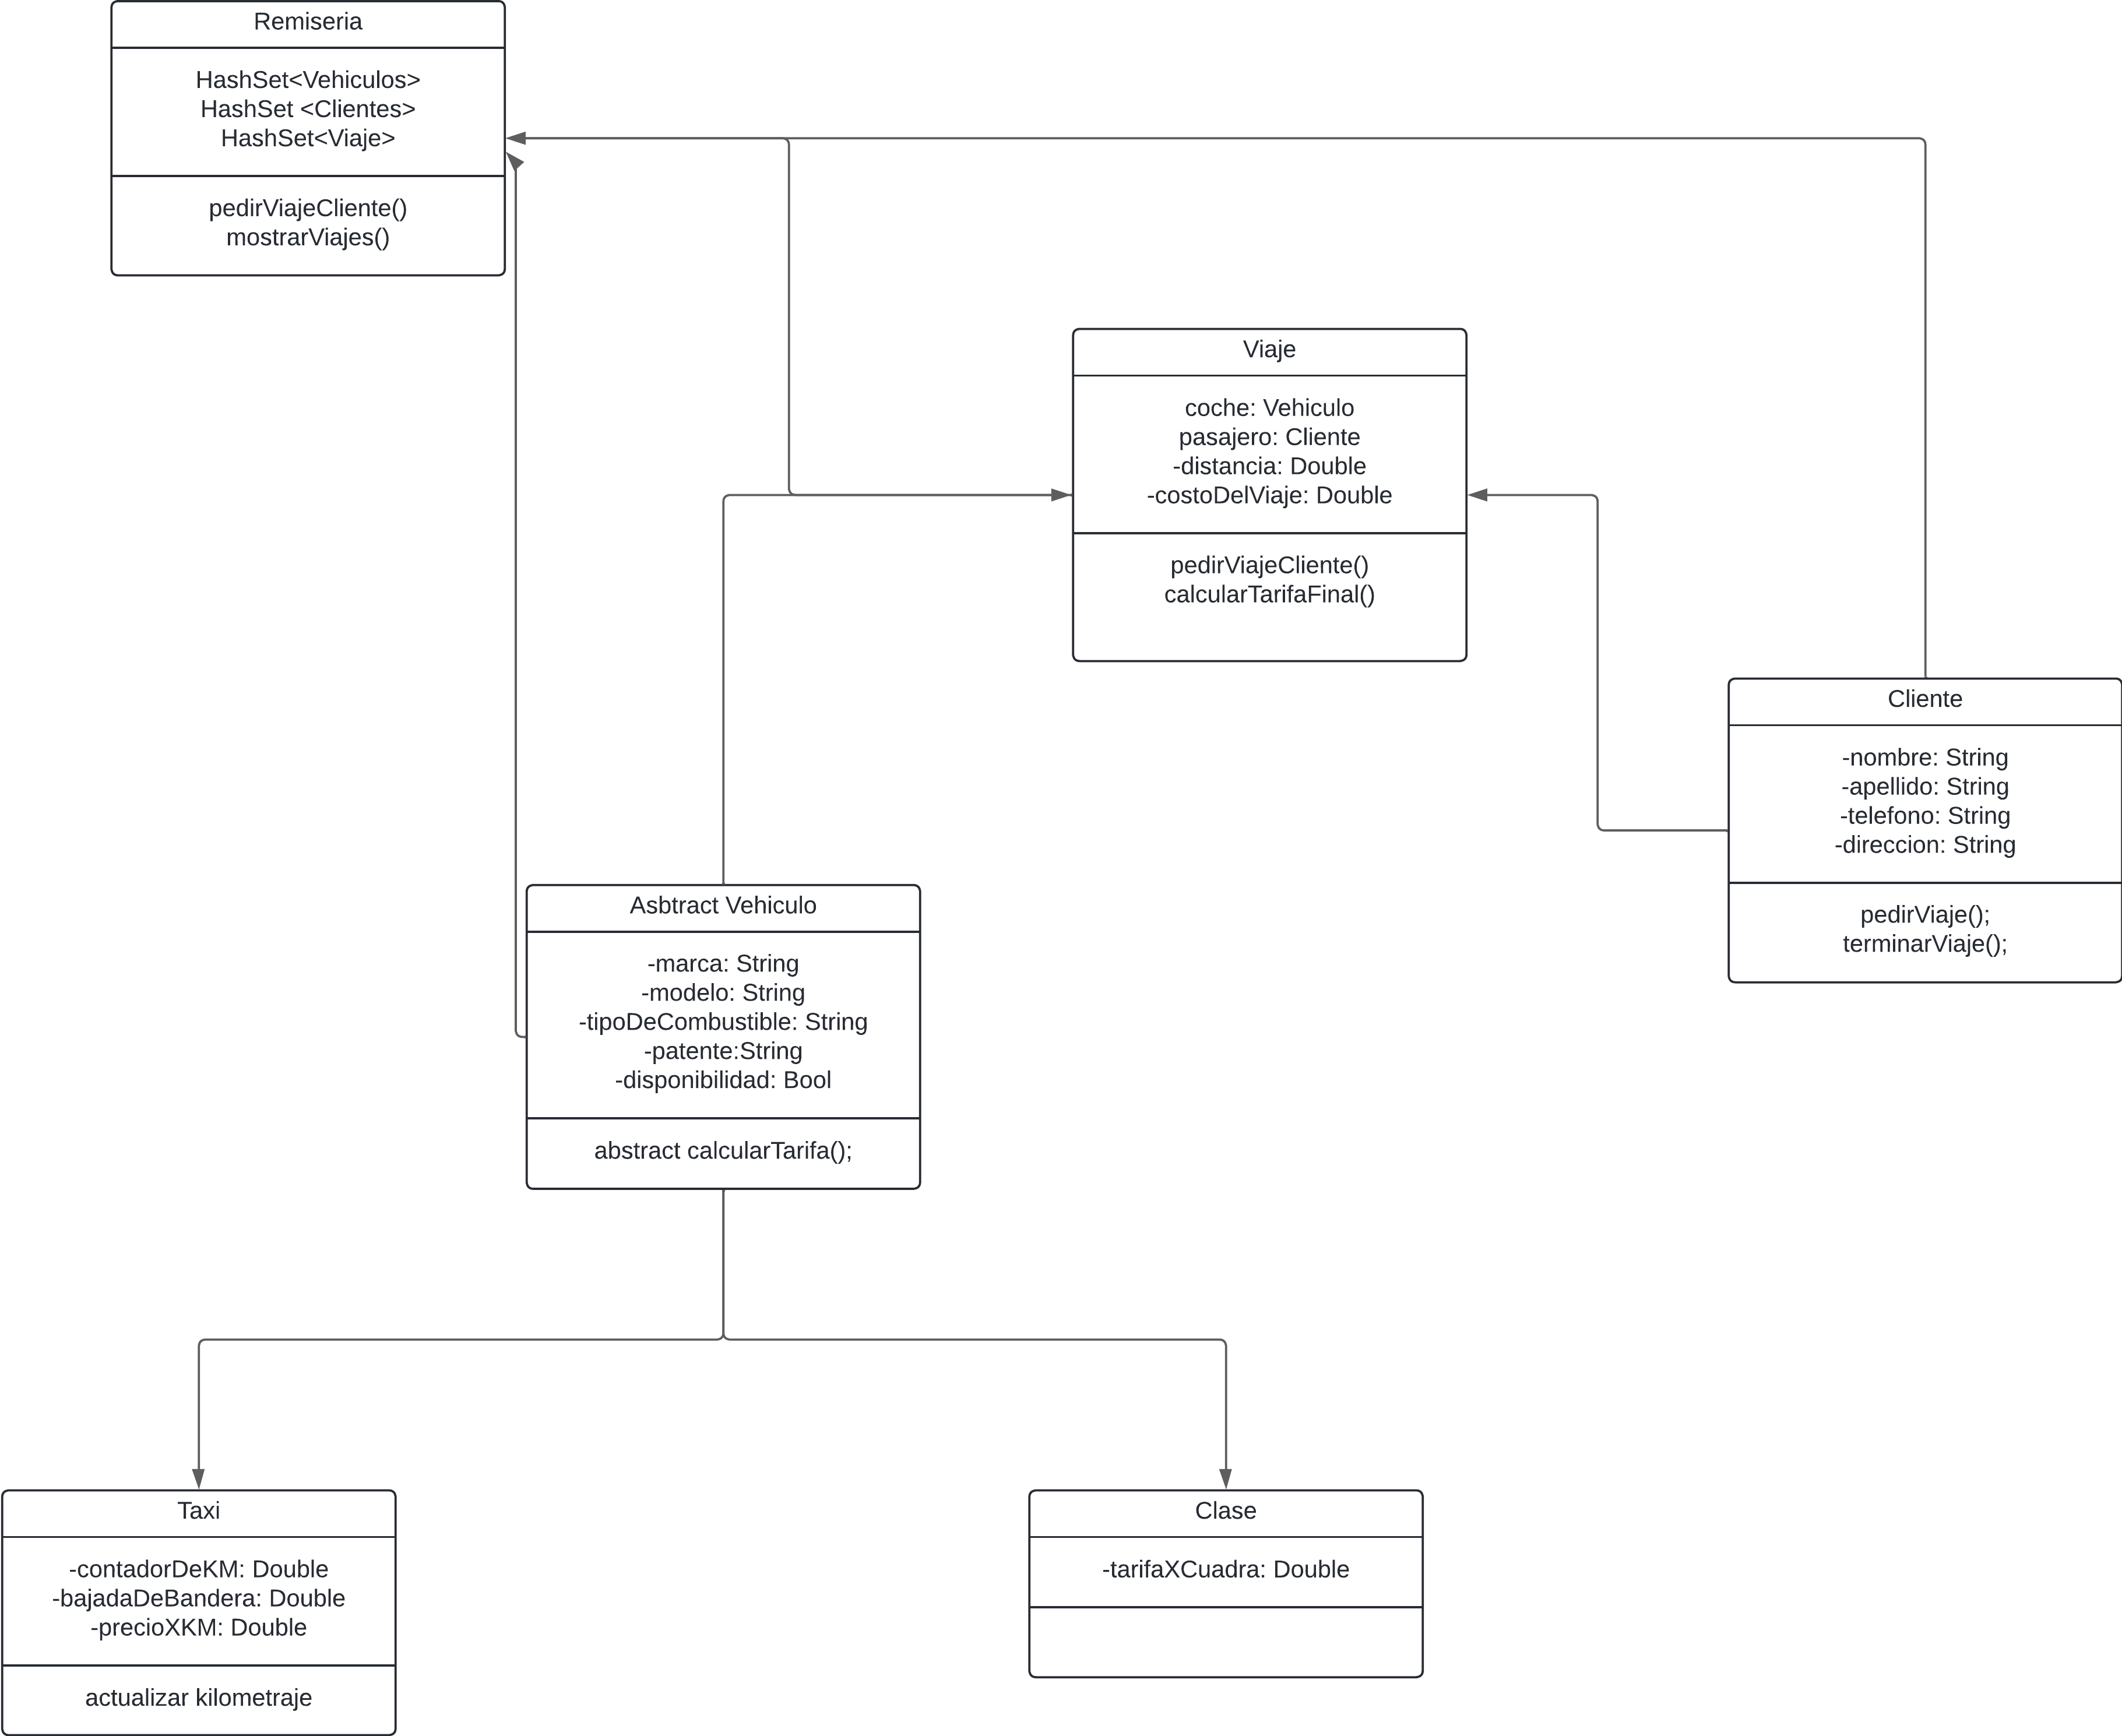 Remiseria
HashSet<Vehiculos>
HashSet <Clientes>
HashSet<Viaje>
pedirViajeCliente()
mostrarViajes()
Viaje
coche: Vehiculo
pasajero: Cliente
-distancia: Double
-costoDelViaje: Double
pedirViajeCliente()
calcularTarifaFinal()
Cliente
-nombre: String
-apellido: String
-telefono: String
-direccion: String
pedirViaje();
terminarViaje();
Asbtract Vehiculo
-marca: String
-modelo: String
-tipoDeCombustible: String
-patente:String
-disponibilidad: Bool
abstract calcularTarifa();
Taxi
-contadorDeKM: Double
-bajadaDeBandera: Double
-precioXKM: Double
actualizar kilometraje
Clase
-tarifaXCuadra: Double